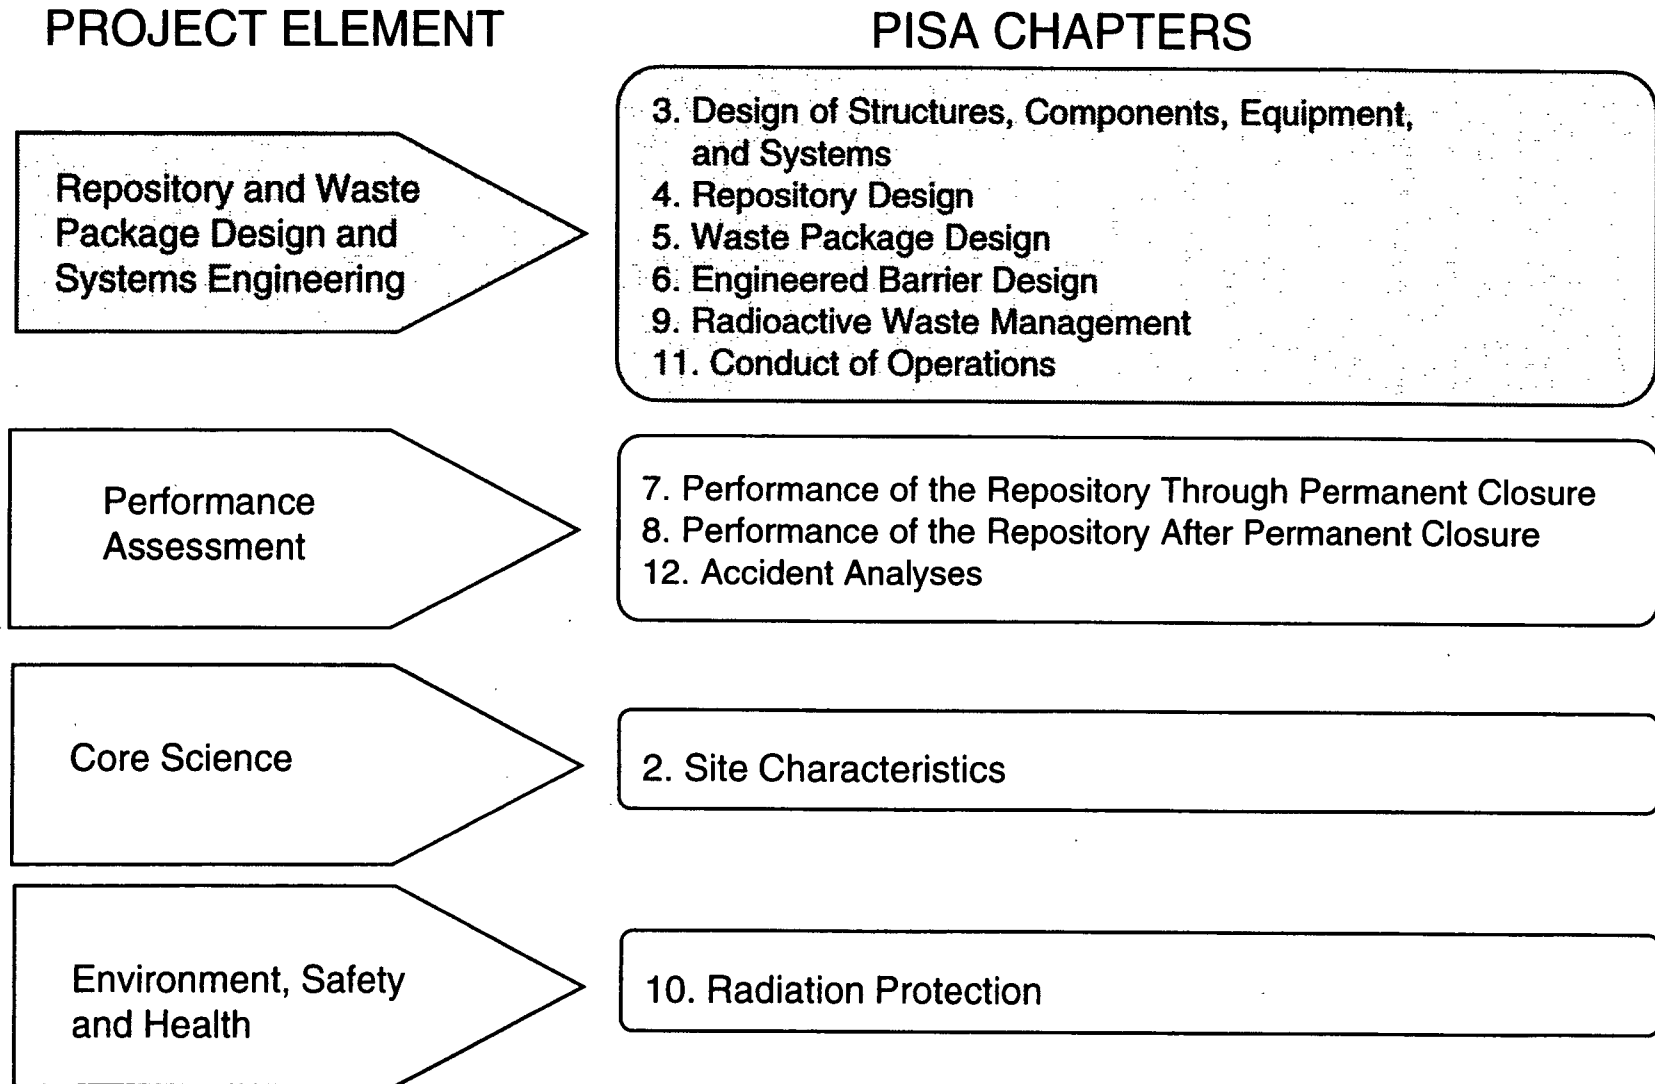 PROJECT ELEMENT
PISA CHAPTERS
Repository and Waste
Package Design and
Systems Engineering
3. Design of Structures, Components, Equipment,
and Systems
4. Repository Design
5. Waste Package Design
6. Engineered Barrier Design
9. Radioactive Waste Management
11. Conduct of Operations
Performance
Assessment
7. Performance of the Repository Through Permanent Closure
8. Performance of the Repository After Permanent Closure
12. Accident Analyses
Core Science
2. Site Characteristics
Environment, Safety
and Health
10. Radiation Protection